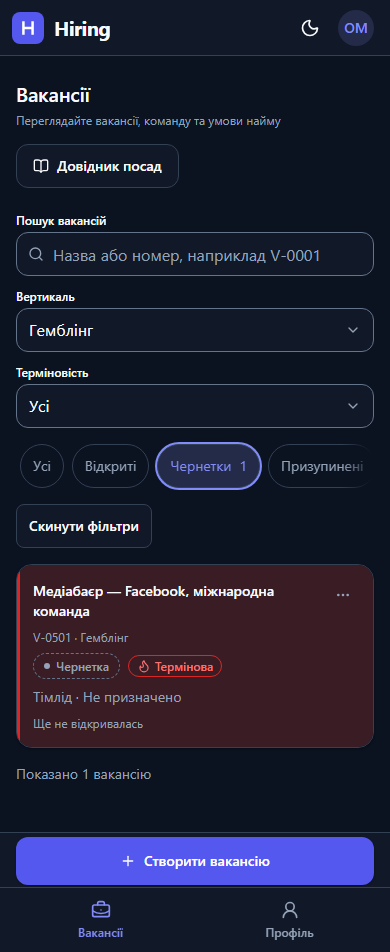 H Hiring OM
Вакансії
Переглядайте вакансії, команду та умови найму
Довідник посад
Пошук вакансій
Назва або номер, наприклад V-0001
Вертикаль
Гемблінг
Терміновість
Усі
Усі Відкриті Чернетки 1 Призупинені
Скинути фільтри
Медіабаєр — Facebook, міжнародна
команда
V-0501 · Гемблінг
Чернетка Термінова
Тімлід · Не призначено
Ще не відкривалась
Показано 1 вакансію
Створити вакансію
Вакансії Профіль